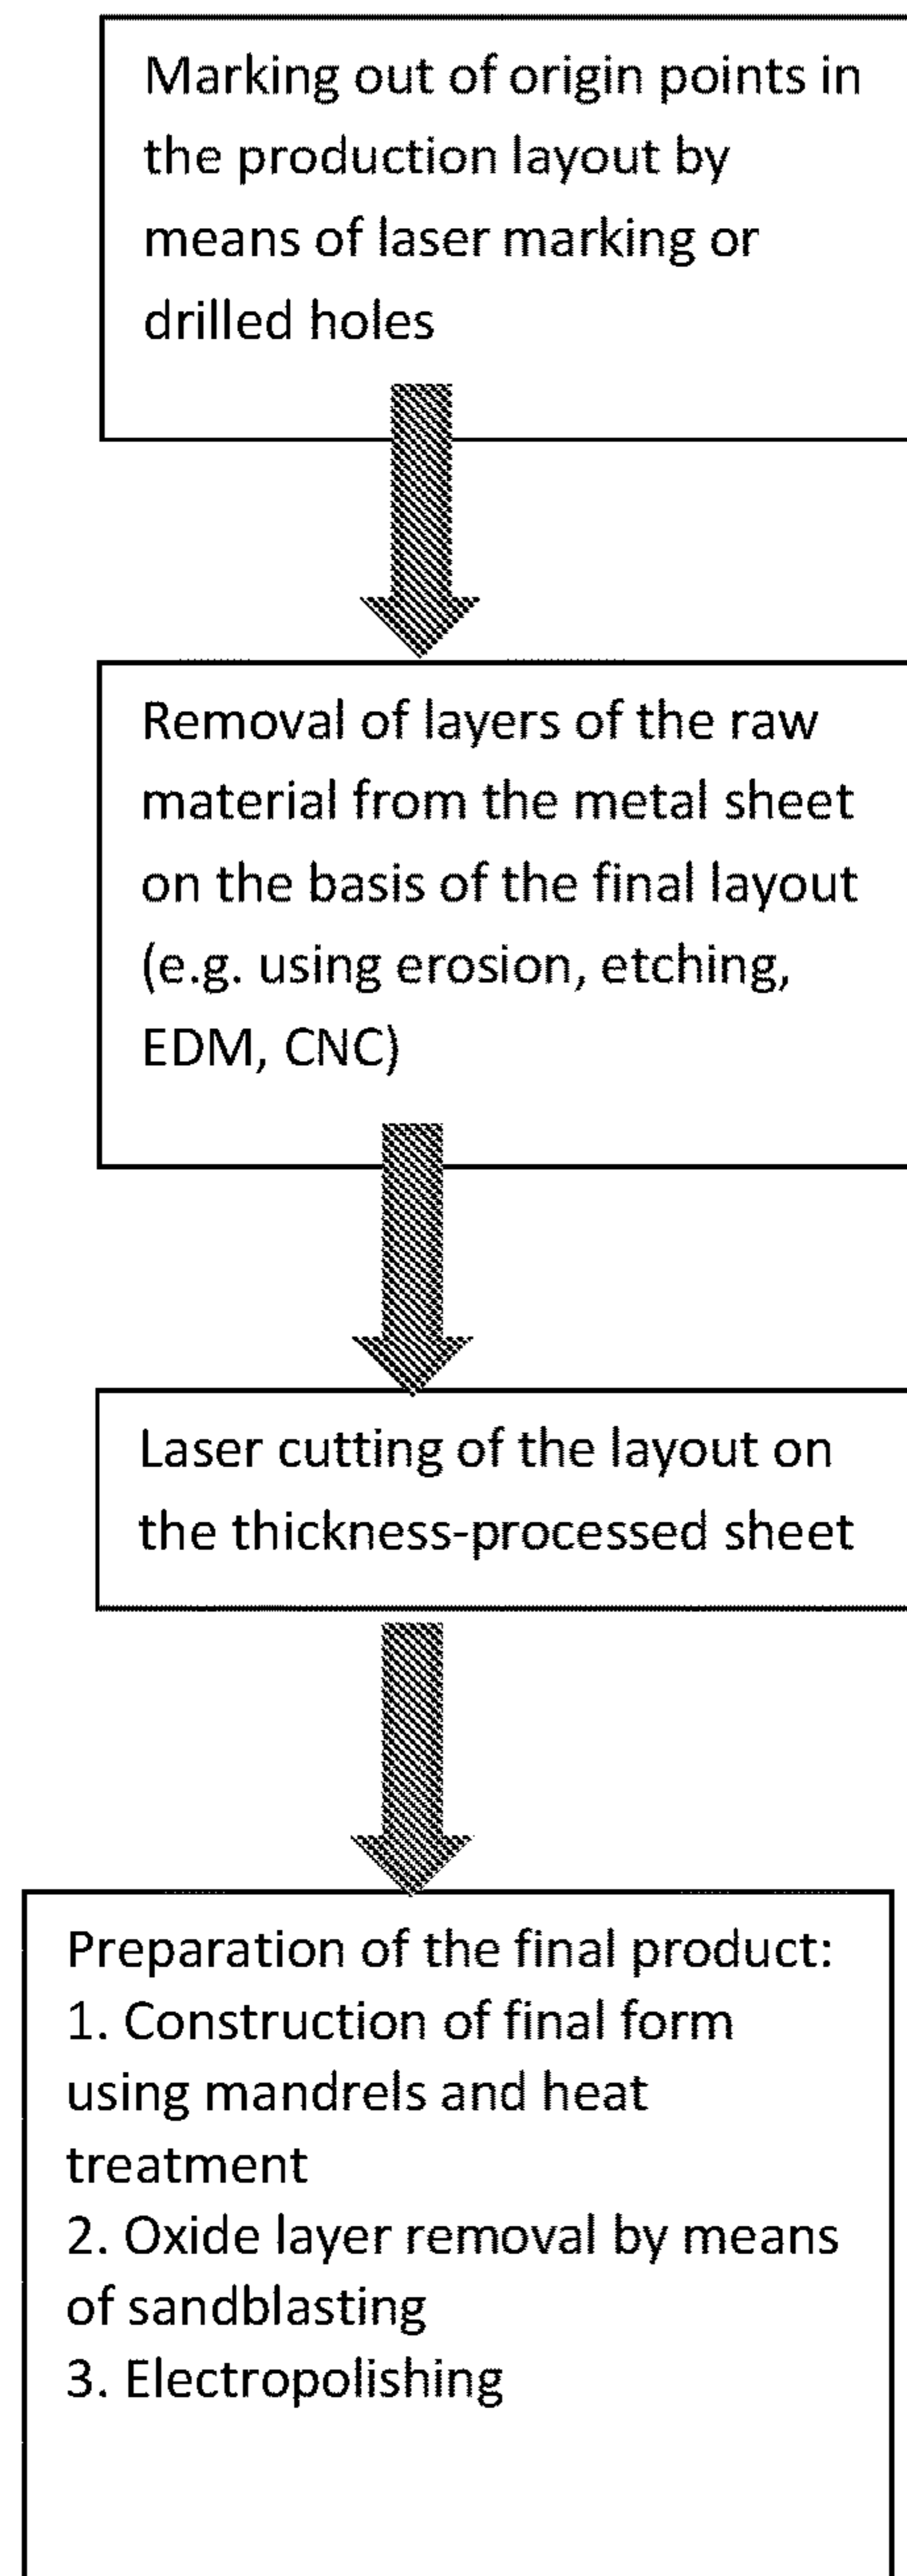 Marking out of origin points in
the production layout by
means of laser marking or
drilled holes
Removal of layers of the raw
material from the metal sheet
on the basis of the final layout
(e.g. using erosion, etching,
EDM, CNC)
Laser cutting of the layout on
the thickness-processed sheet
Preparation of the final product:
1. Construction of final form
using mandrels and heat
treatment
2. Oxide layer removal by means
of sandblasting
3. Electropolishing